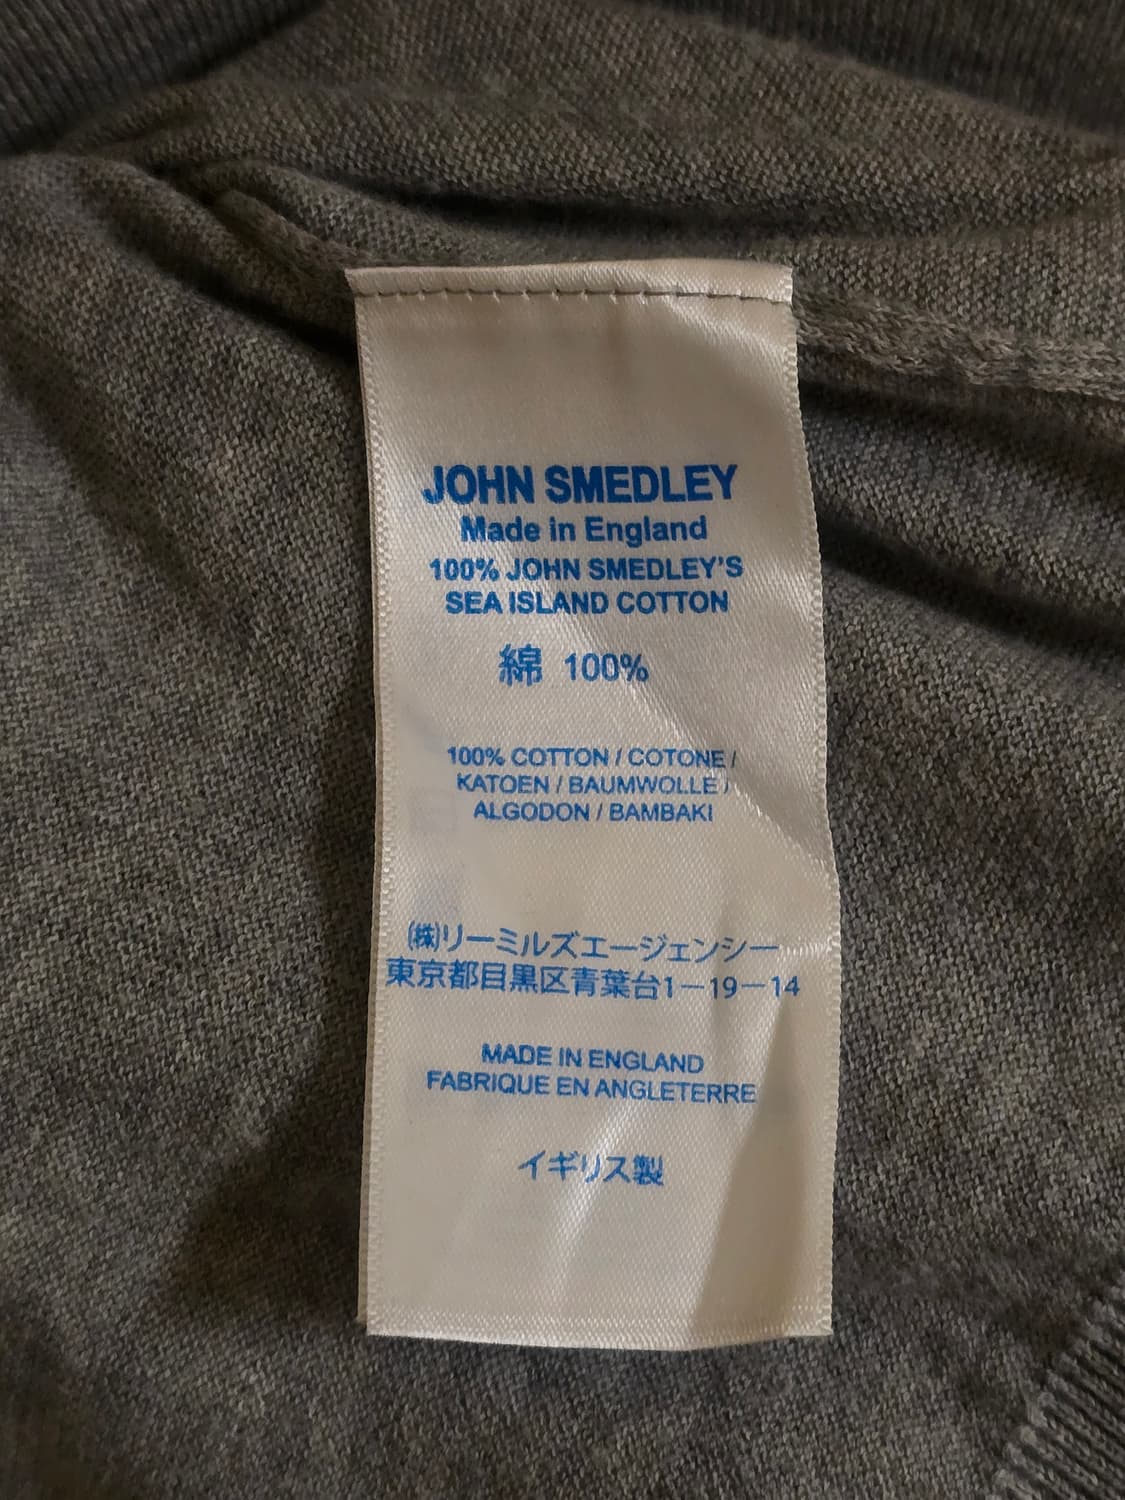 JOHN SMEDLEY
Made in England
100% JOHN SMEDLEY'S
SEA ISLAND COTTON
綿 100%
100% COTTON / COTONE /
KATOEN / BAUMWOLLE /
ALGODON / BAMBAKI
㈱リーミルズエージェンシー
東京都目黒区青葉台1-19-14
MADE IN ENGLAND
FABRIQUE EN ANGLETERRE
イギリス製